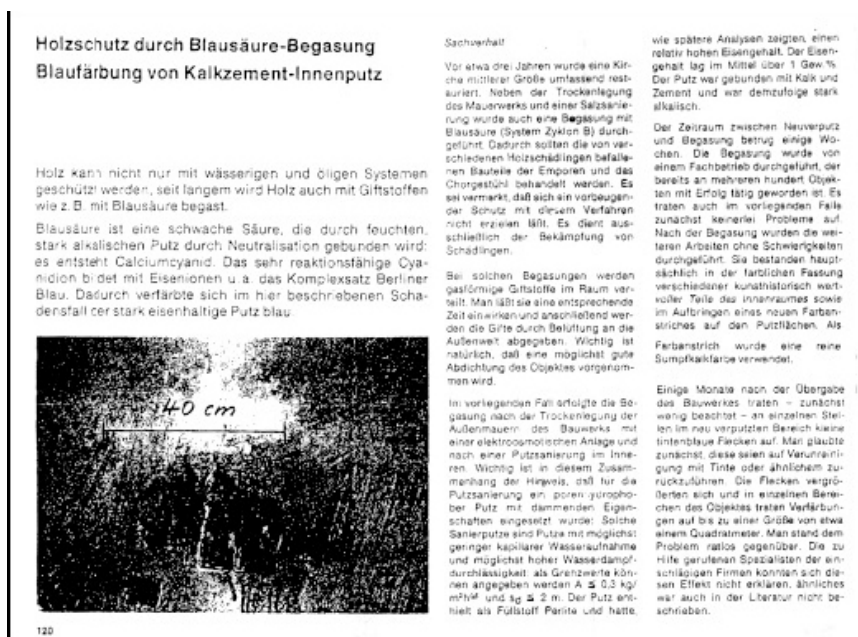 Holzschutz durch Blausäure-Begasung
Blaufärbung von Kalkzement-Innenputz
Holz kann nicht nur mit wässerigen und öligen Systemen
geschützt werden, seit langem wird Holz auch mit Giftstoffen
wie z. B. mit Blausäure begast.
Blausäure ist eine schwache Säure, die durch feuchten,
stark alkalischen Putz durch Neutralisation gebunden wird:
es entsteht Calciumcyanid. Das sehr reaktionsfähige Cya-
nidion bildet mit Eisenionen u. a. das Komplexsatz Berliner
Blau. Dadurch verfärbte sich im hier beschriebenen Scha-
densfall der stark eisenhaltige Putz blau.
140 cm
120
Sachverhalt
Vor etwa drei Jahren wurde eine Kir-
che mittlerer Größe umfassend rest-
auriert. Neben der Trockenlegung
des Mauerwerks und einer Salzsanie-
rung wurde auch eine Begasung mit
Blausäure (System Zyklon B) durch-
geführt. Dadurch sollten die von ver-
schiedenen Holzschädlingen befalle-
nen Bauteile der Emporen und das
Chorgestühl behandelt werden. Es
sei vermerkt, daß sich ein vorbeugen-
der Schutz mit diesem Verfahren
nicht erzielen läßt. Es dient aus-
schließlich der Bekämpfung von
Schädlingen.
Bei solchen Begasungen werden
gasförmige Giftstoffe im Raum ver-
teilt. Man läßt sie eine entsprechende
Zeit einwirken und anschließend wer-
den die Gifte durch Belüftung an die
Außenwelt abgegeben. Wichtig ist
natürlich, daß eine möglichst gute
Abdichtung des Objektes vorgenom-
men wird.
Im vorliegenden Fall erfolgte die Be-
gasung nach der Trockenlegung der
Außenmauern des Bauwerks mit
einer elektroosmotischen Anlage und
nach einer Putzsanierung im Inne-
ren. Wichtig ist in diesem Zusam-
menhang der Hinweis, daß für die
Putzsanierung ein porenhydropho-
ber Putz mit dämmenden Eigen-
schaften eingesetzt wurde: Solche
Sanierputze sind Putze mit möglichst
geringer kapillarer Wasseraufnahme
und möglichst hoher Wasserdampf-
durchlässigkeit: als Grenzwerte kön-
nen angegeben werden A ≤ 0,3 kg/
und sd ≤ 2 m. Der Putz ent-
hielt als Füllstoff Perlite und hatte,
wie spätere Analysen zeigten, einen
relativ hohen Eisengehalt. Der Eisen-
gehalt lag im Mittel über 1 Gew.%.
Der Putz war gebunden mit Kalk und
Zement und war demzufolge stark
alkalisch.
Der Zeitraum zwischen Neuverputz
und Begasung betrug einige Wo-
chen. Die Begasung wurde von
einem Fachbetrieb durchgeführt, der
bereits an mehreren hundert Objek-
ten mit Erfolg tätig geworden ist. Es
traten auch im vorliegenden Falle
zunächst keinerlei Probleme auf.
Nach der Begasung wurden die wei-
teren Arbeiten ohne Schwierigkeiten
durchgeführt. Sie bestanden haupt-
sächlich in der farblichen Fassung
verschiedener kunsthistorisch wert-
voller Teile des Innenraumes sowie
im Aufbringen eines neuen Farban-
striches auf den Putzflächen. Als
Farbanstrich wurde eine reine
Sumpfkalkfarbe verwendet.
Einige Monate nach der Übergabe
des Bauwerkes traten – zunächst
wenig beachtet – an einzelnen Stel-
len im neu verputzten Bereich kleine
tintenblaue Flecken auf. Man glaubte
zunächst, diese seien auf Verunreini-
gung mit Tinte oder ähnlichem zu-
rückzuführen. Die Flecken vergrö-
ßerten sich und in einzelnen Berei-
chen des Objektes traten Verfärbun-
gen auf bis zu einer Größe von etwa
einem Quadratmeter. Man stand dem
Problem ratlos gegenüber. Die zu
Hilfe gerufenen Spezialisten der ein-
schlägigen Firmen konnten sich die-
sen Effekt nicht erklären, ähnliches
war auch in der Literatur nicht be-
schrieben.